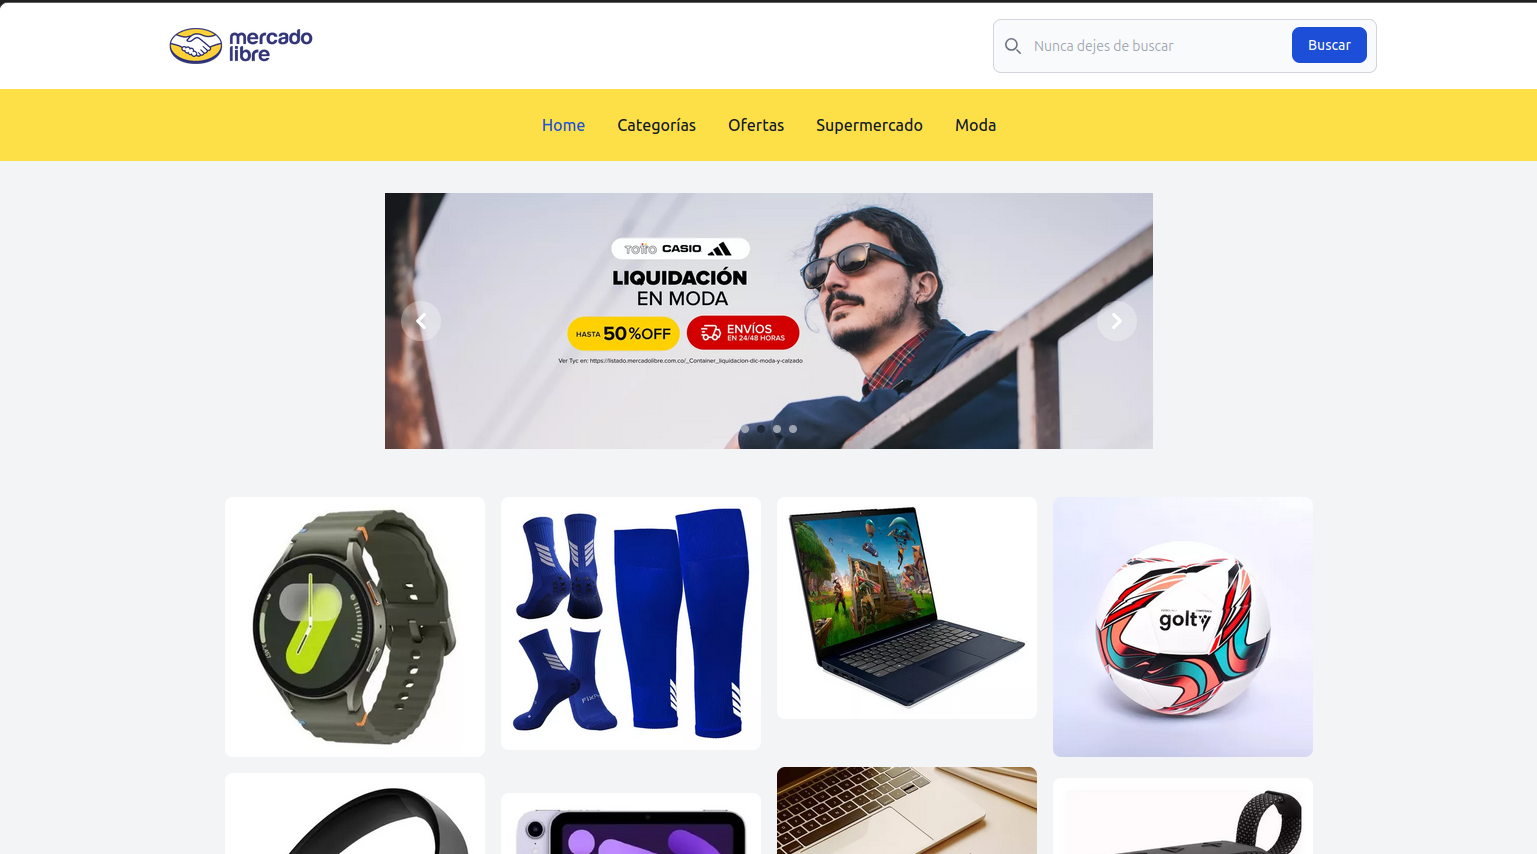 mercado
libre
Nunca dejes de buscar
Buscar
Home
Categorías
Ofertas
Supermercado
Moda
TOTTO CASIO
LIQUIDACIÓN
EN MODA
HASTA 50%OFF
ENVÍOS
EN 24/48 HORAS
Ver Tyc en: https://listado.mercadolibre.com.co/_Container_liquidacion-dic-moda-y-calzado
golty